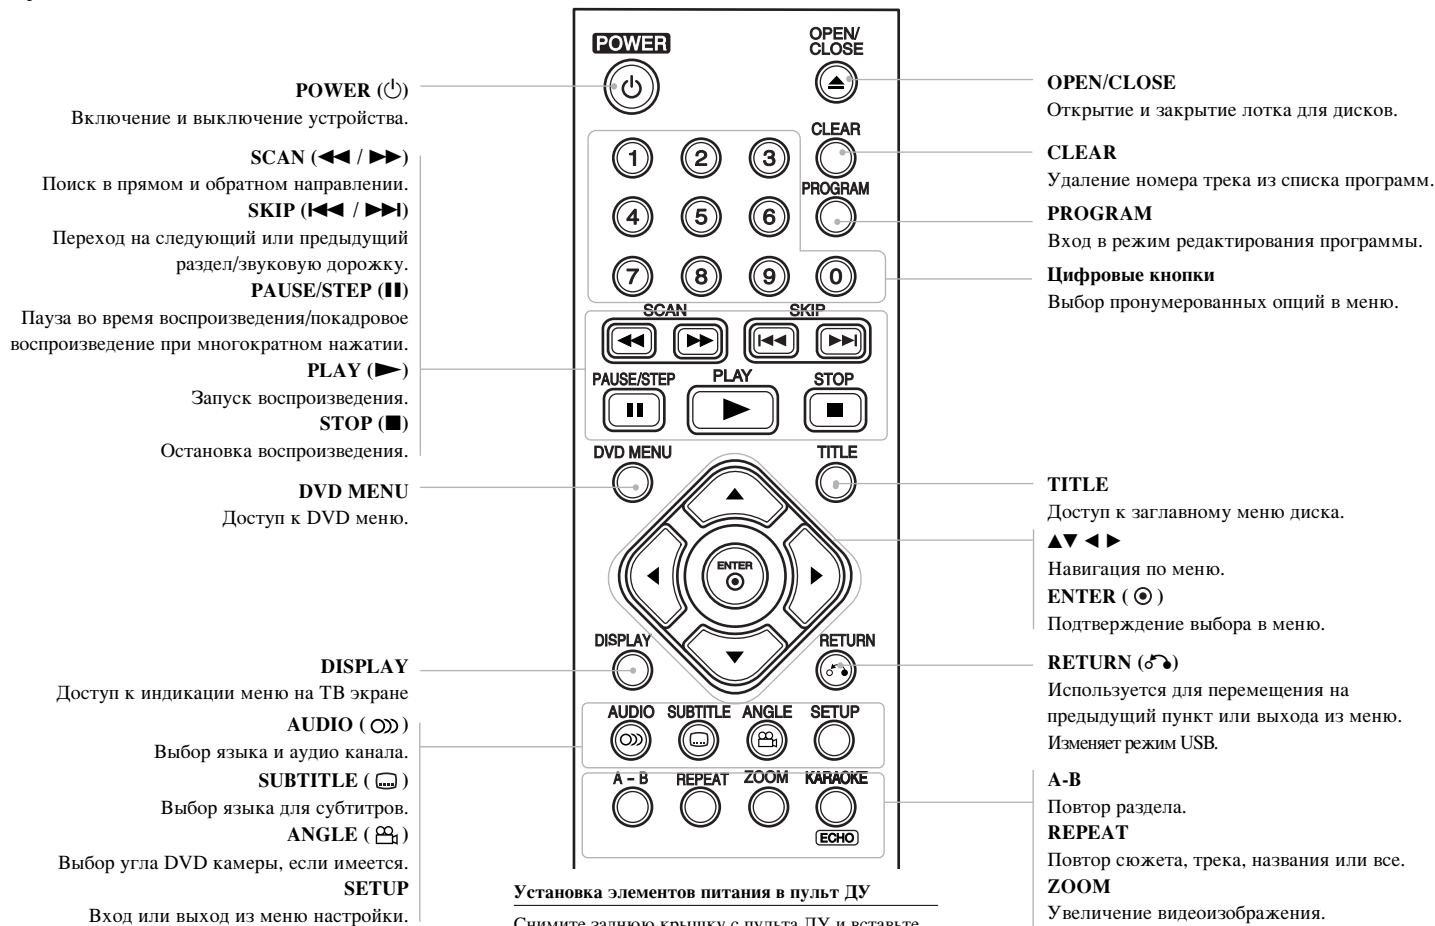 POWER (⏻)
Включение и выключение устройства.
SCAN (◀◀ / ▶▶)
Поиск в прямом и обратном направлении.
SKIP (I◀◀ / ▶▶I)
Переход на следующий или предыдущий
раздел/звуковую дорожку.
PAUSE/STEP (II)
Пауза во время воспроизведения/покадровое
воспроизведение при многократном нажатии.
PLAY (▶)
Запуск воспроизведения.
STOP (■)
Остановка воспроизведения.
DVD MENU
Доступ к DVD меню.
DISPLAY
Доступ к индикации меню на ТВ экране
AUDIO ( )
Выбор языка и аудио канала.
SUBTITLE ( )
Выбор языка для субтитров.
ANGLE ( )
Выбор угла DVD камеры, если имеется.
SETUP
Вход или выход из меню настройки.
POWER
OPEN/
CLOSE
CLEAR
1 2 3
PROGRAM
4 5 6
7 8 9 0
SCAN SKIP
PAUSE/STEP PLAY STOP
DVD MENU TITLE
ENTER
DISPLAY RETURN
AUDIO SUBTITLE ANGLE SETUP
A – B REPEAT ZOOM KARAOKE
ECHO
Установка элементов питания в пульт ДУ
Снимите заднюю крышку с пульта ДУ и вставьте
OPEN/CLOSE
Открытие и закрытие лотка для дисков.
CLEAR
Удаление номера трека из списка программ.
PROGRAM
Вход в режим редактирования программы.
Цифровые кнопки
Выбор пронумерованных опций в меню.
TITLE
Доступ к заглавному меню диска.
▲▼ ◀ ▶
Навигация по меню.
ENTER ( ◉ )
Подтверждение выбора в меню.
RETURN ( )
Используется для перемещения на
предыдущий пункт или выхода из меню.
Изменяет режим USB.
A-B
Повтор раздела.
REPEAT
Повтор сюжета, трека, названия или все.
ZOOM
Увеличение видеоизображения.